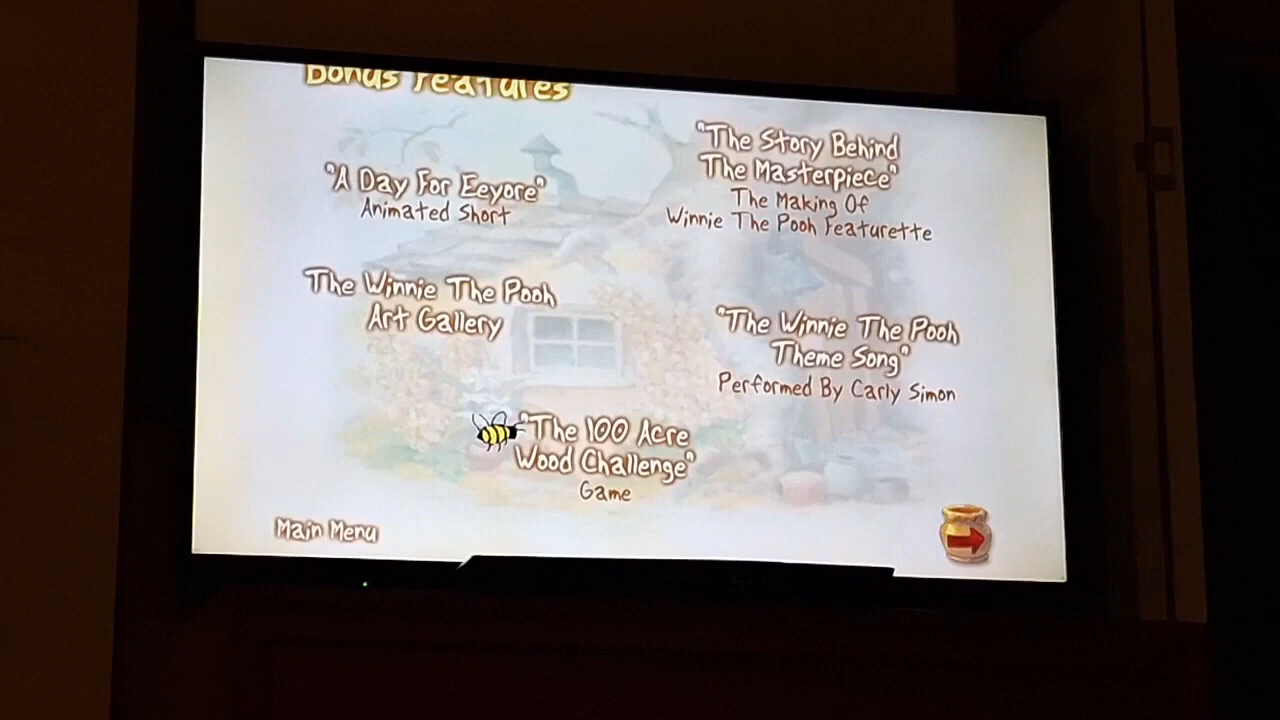 Bonus Features
"A Day For Eeyore"
Animated Short
"The Story Behind
The Masterpiece"
The Making Of
Winnie The Pooh Featurette
The Winnie The Pooh
Art Gallery
"The Winnie The Pooh
Theme Song"
Performed By Carly Simon
"The 100 Acre
Wood Challenge"
Game
Main Menu